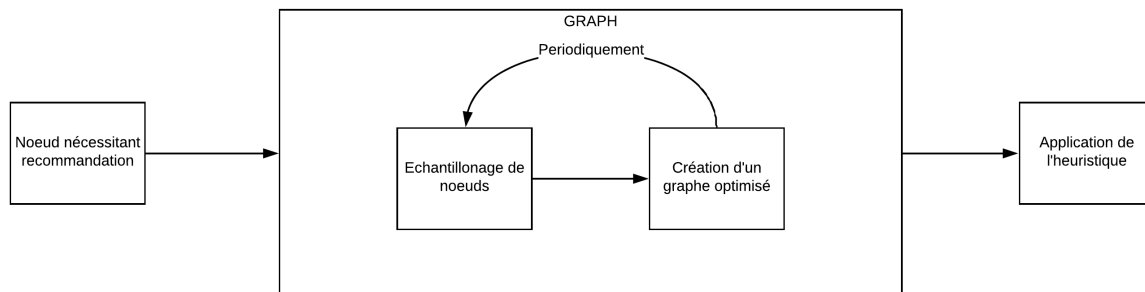 GRAPH
Periodiquement
Noeud nécessitant
recommandation
Echantillonage de
noeuds
Création d'un
graphe optimisé
Application de
l'heuristique